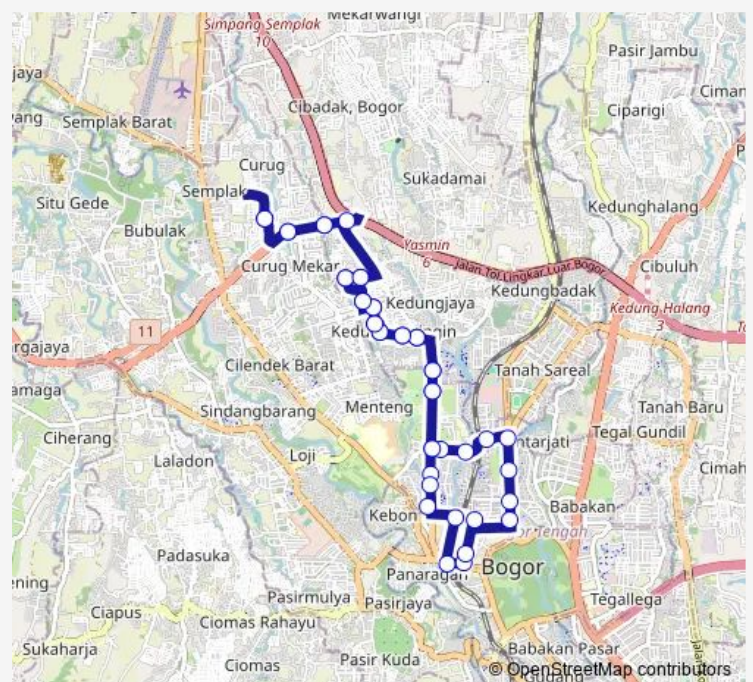 Simpang Semplak
10
Mekarwangi
Pasir Jambu
jaya
Cibadak, Bogor
Ciparigi
Semplak Barat
Curug
Sukadamai
Semplak
Situ Gede
Kedunghalang
Bubulak
Yasmin
6
Jalan Tol Lingkar Luar Bogor
Cibuluh
Curug Mekar
Kedungbadak
Kedungjaya
Kedung Halang
3
11
rgajaya
Tanah Sareal
Cilendek Barat
amaga
Menteng
Tanah Baru
Sindangbarang
Ciherang
ntarjati
Tegal Gundil
Loji
Laladon
Cimah
Babakan
Kebon
or Tengah
Padasuka
Panaragan
Bogor
ening
Pasirmulya
Pasirjaya
Tegallega
Ciapus
Ciomas Rahayu
Sukaharja
Babakan Pasar
Pasir Kuda
Ciomas
© OpenStreetMap contributors